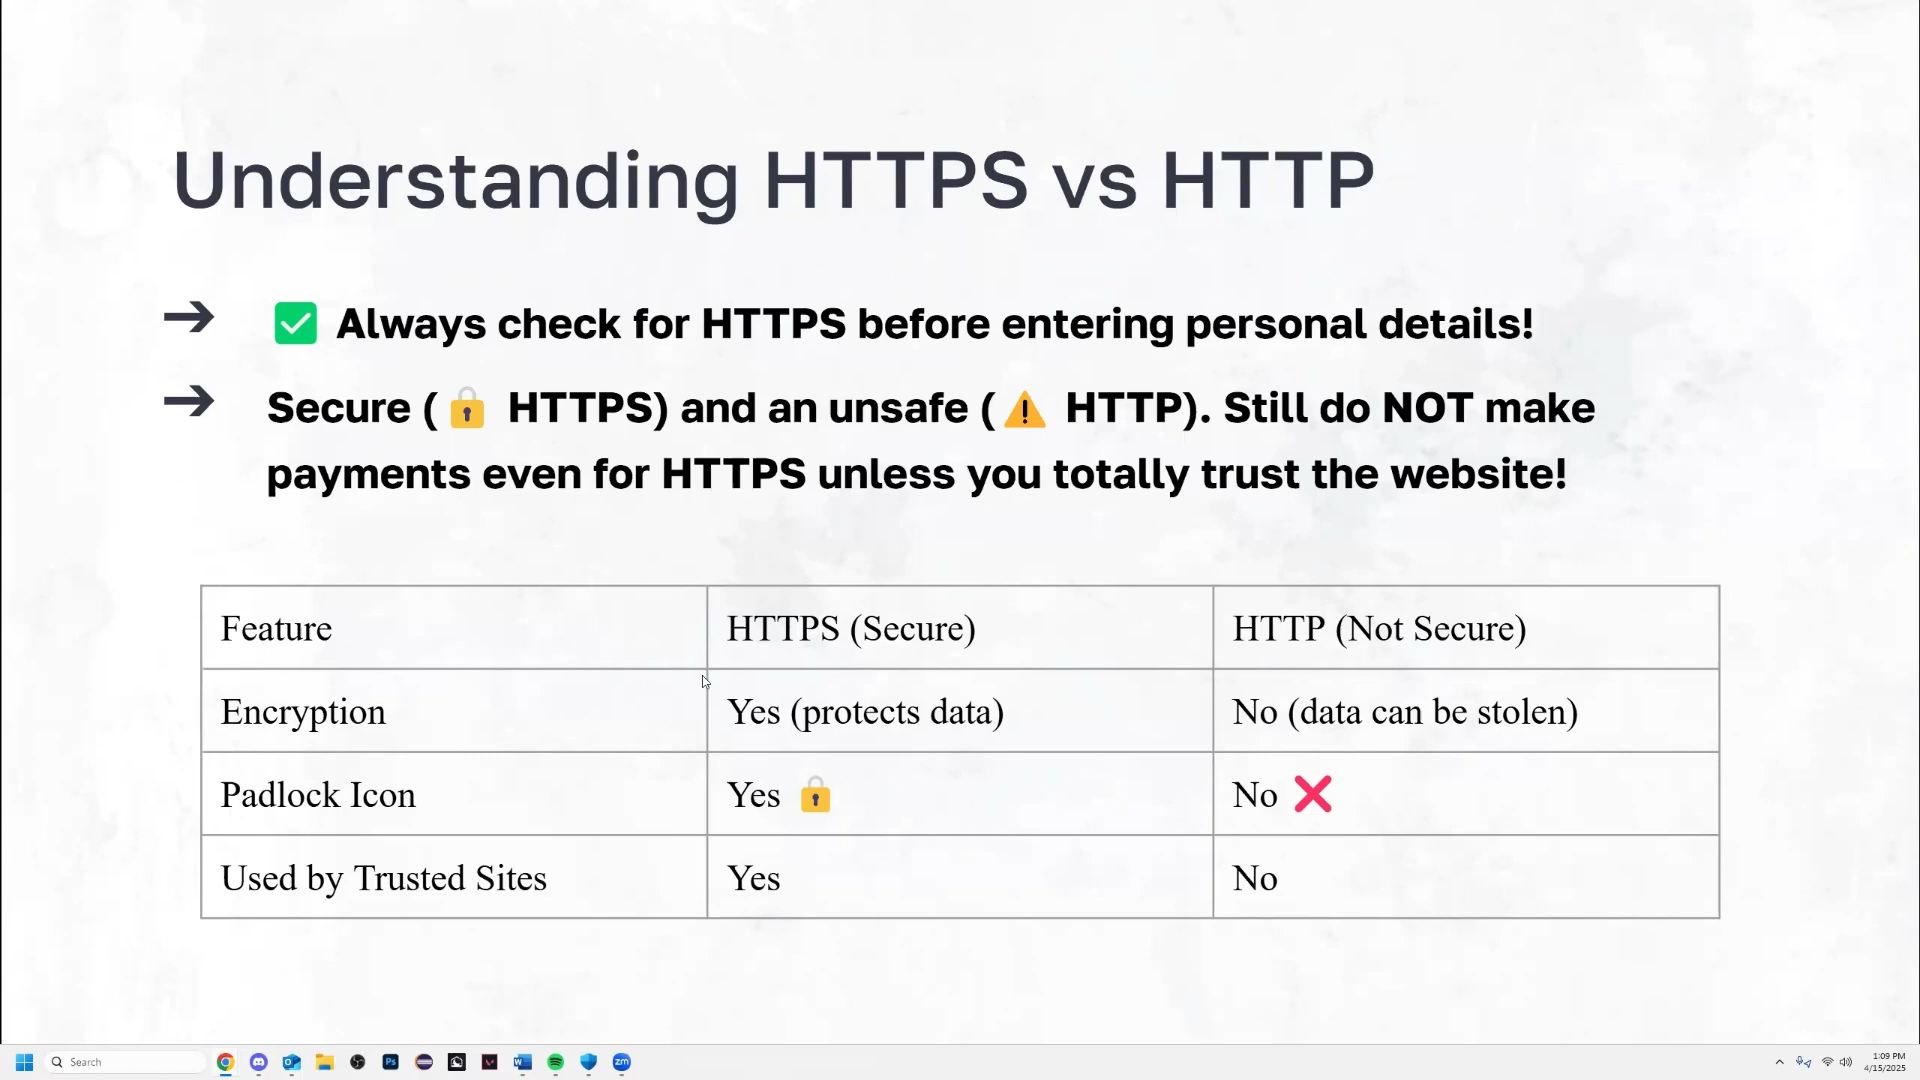 Understanding HTTPS vs HTTP
➔ ✅ Always check for HTTPS before entering personal details!
➔ Secure (🔒 HTTPS) and an unsafe (⚠️ HTTP). Still do NOT make
payments even for HTTPS unless you totally trust the website!
Feature HTTPS (Secure) HTTP (Not Secure)
Encryption Yes (protects data) No (data can be stolen)
Padlock Icon Yes 🔒 No ❌
Used by Trusted Sites Yes No
Search Ps W zm 1:09 PM
4/15/2025